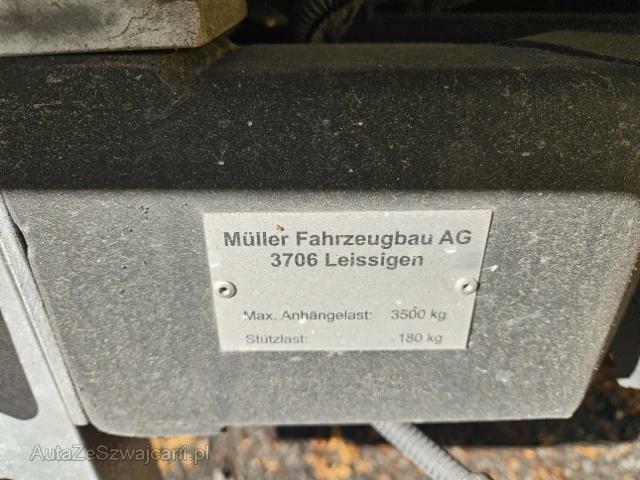 Müller Fahrzeugbau AG
3706 Leissigen
Max. Anhängelast: 3500 kg
Stützlast: 180 kg
AutaZeSzwajcarii.pl